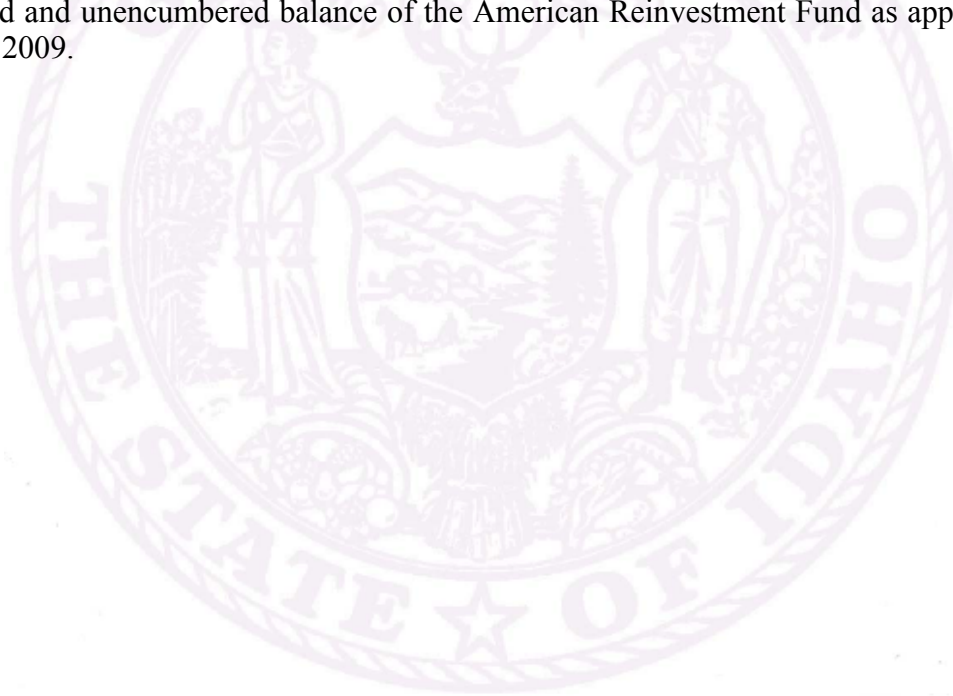 d and unencumbered balance of the American Reinvestment Fund as app
2009.
THE STATE OF IDAHO